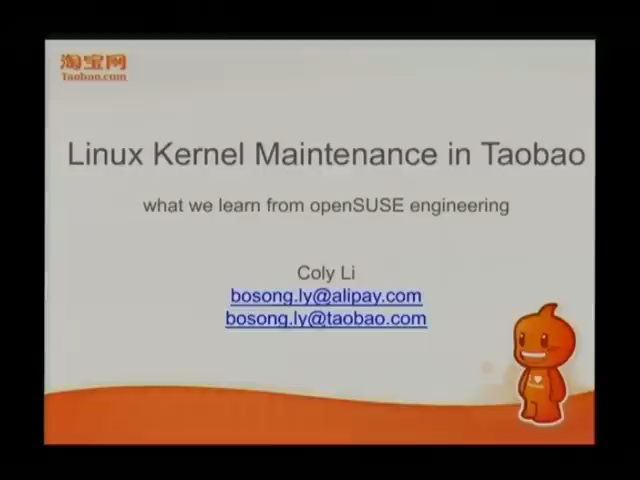 淘宝网
Taobao.com
Linux Kernel Maintenance in Taobao
what we learn from openSUSE engineering
Coly Li
bosong.ly@alipay.com
bosong.ly@taobao.com